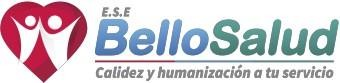 E.S.E
BelloSalud
Calidez y humanización a tu servicio